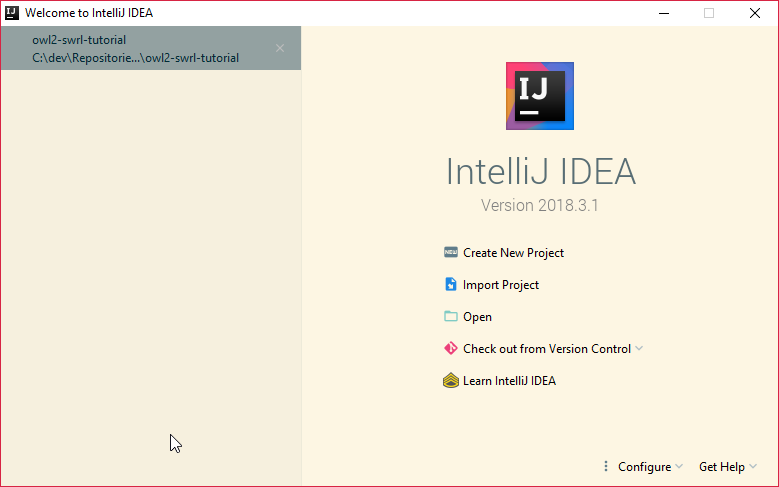 IJ Welcome to IntelliJ IDEA
owl2-swrl-tutorial
C:\dev\Repositorie...\owl2-swrl-tutorial
IJ
IntelliJ IDEA
Version 2018.3.1
NEW Create New Project
Import Project
Open
Check out from Version Control
Learn IntelliJ IDEA
Configure Get Help